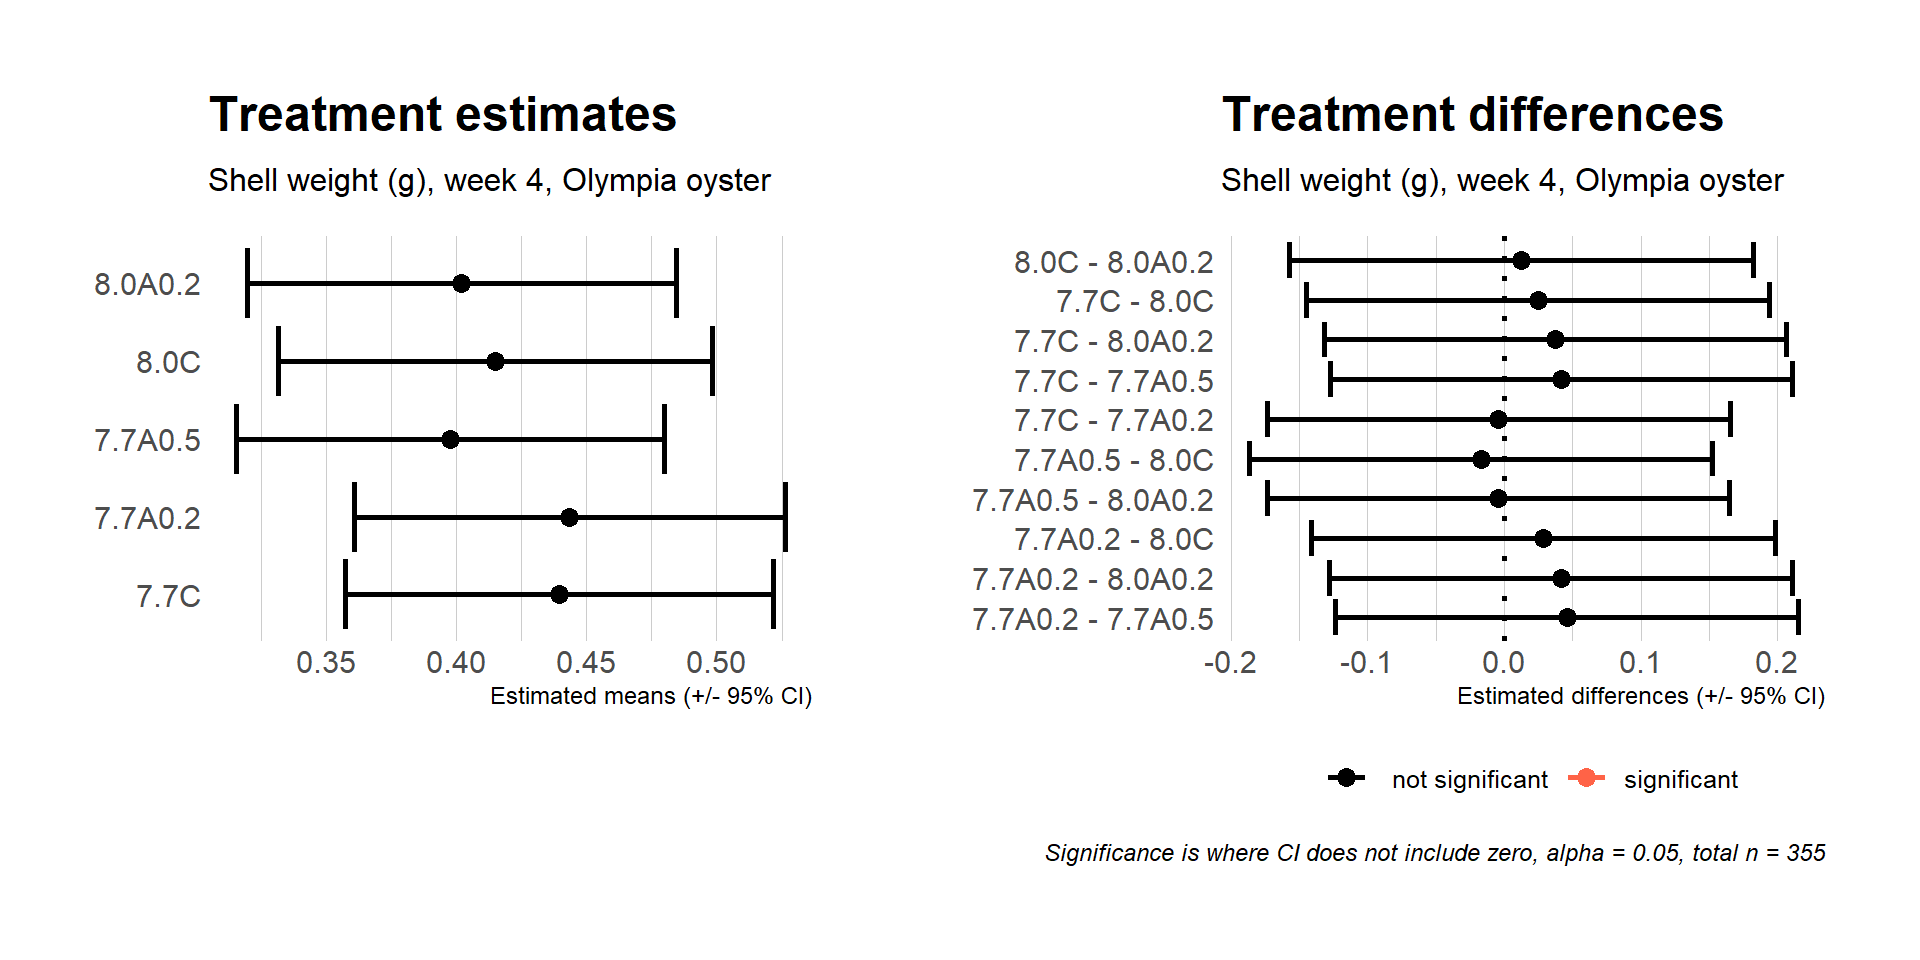 Treatment estimates
Shell weight (g), week 4, Olympia oyster
8.0A0.2
8.0C
7.7A0.5
7.7A0.2
7.7C
0.35 0.40 0.45 0.50
Estimated means (+/- 95% CI)
Treatment differences
Shell weight (g), week 4, Olympia oyster
8.0C - 8.0A0.2
7.7C - 8.0C
7.7C - 8.0A0.2
7.7C - 7.7A0.5
7.7C - 7.7A0.2
7.7A0.5 - 8.0C
7.7A0.5 - 8.0A0.2
7.7A0.2 - 8.0C
7.7A0.2 - 8.0A0.2
7.7A0.2 - 7.7A0.5
-0.2 -0.1 0.0 0.1 0.2
Estimated differences (+/- 95% CI)
not significant significant
Significance is where CI does not include zero, alpha = 0.05, total n = 355